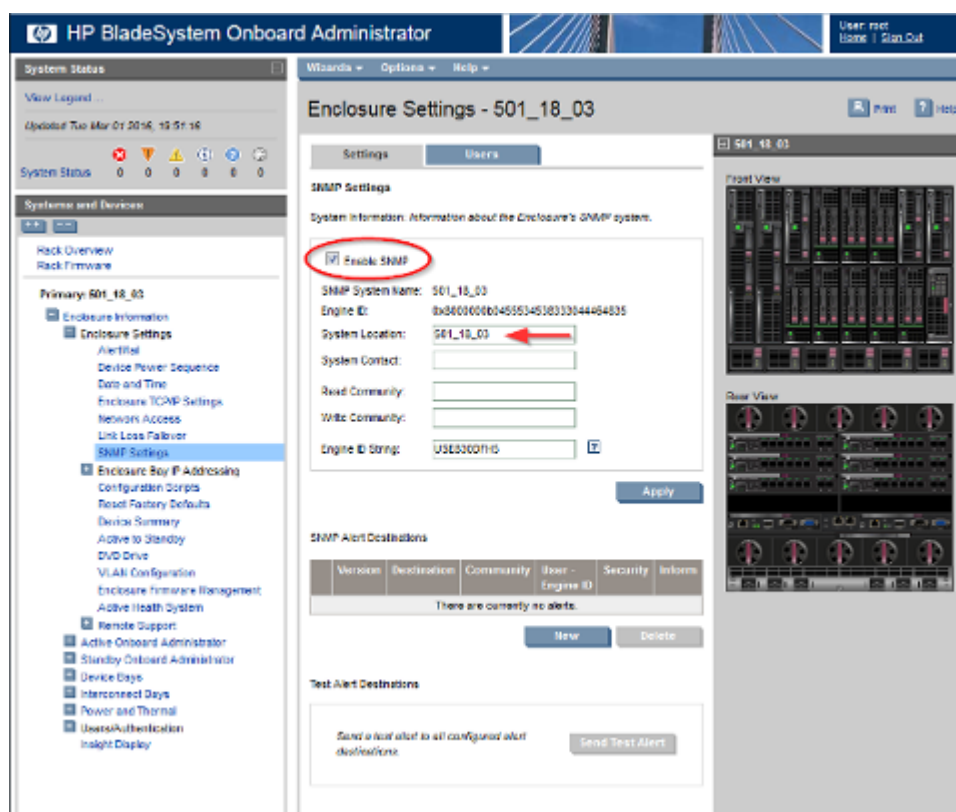 HP BladeSystem Onboard Administrator
User: root
Home | Sign Out
System Status
View Legend ...
Updated Tue Mar 01 2016, 15:51:16
System Status 0 0 0 0 0 0
Systems and Devices
Rack Overview
Rack Firmware
Primary: 501_18_03
Enclosure Information
Enclosure Settings
AlertMail
Device Power Sequence
Date and Time
Enclosure TCP/IP Settings
Network Access
Link Loss Failover
SNMP Settings
Enclosure Bay IP Addressing
Configuration Scripts
Reset Factory Defaults
Device Summary
Active to Standby
DVD Drive
VLAN Configuration
Enclosure Firmware Management
Active Health System
Remote Support
Active Onboard Administrator
Standby Onboard Administrator
Device Bays
Interconnect Bays
Power and Thermal
Users/Authentication
Insight Display
Wizards Options Help
Enclosure Settings - 501_18_03
Print Help
Settings Users
SNMP Settings
System Information: Information about the Enclosure's SNMP system.
Enable SNMP
SNMP System Name: 501_18_03
Engine ID:
System Location: 501_18_03
System Contact:
Read Community:
Write Community:
Engine ID String:
Apply
SNMP Alert Destinations
Version Destination Community User - Engine ID Security Inform
There are currently no alerts.
New Delete
Test Alert Destinations
Send a test alert to all configured alert
destinations.
Send Test Alert
501_18_03
Front View
Rear View